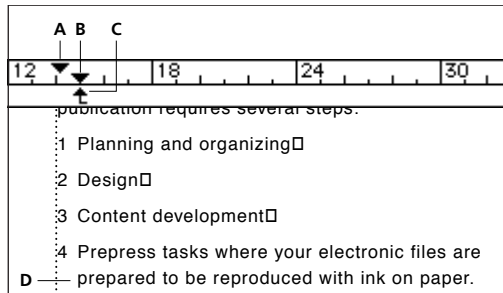 A B C
12 18 24 30
L
publication requires several steps:
1 Planning and organizing
2 Design
3 Content development
4 Prepress tasks where your electronic files are
D prepared to be reproduced with ink on paper.